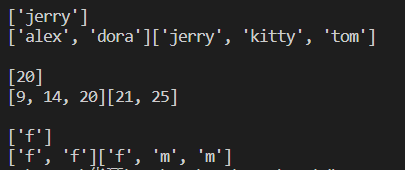 ['jerry']
['alex', 'dora']['jerry', 'kitty', 'tom']
[20]
[9, 14, 20][21, 25]
['f']
['f', 'f']['f', 'm', 'm']